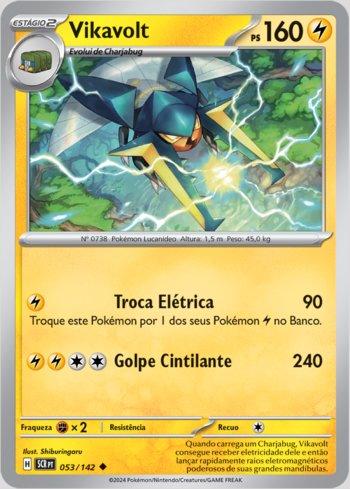 ESTÁGIO 2
Vikavolt
PS 160
Evolui de Charjabug
Nº 0738 Pokémon Lucanídeo Altura: 1,5 m Peso: 45,0 kg
Troca Elétrica 90
Troque este Pokémon por 1 dos seus Pokémon no Banco.
Golpe Cintilante 240
Fraqueza × 2 Resistência Recuo
Ilust. Shiburingaru
H SCR PT 053/142
Quando carrega um Charjabug, Vikavolt
consegue receber eletricidade dele e então
lançar rapidamente raios eletromagnéticos
poderosos de suas grandes mandíbulas.
©2024 Pokémon/Nintendo/Creatures/GAME FREAK